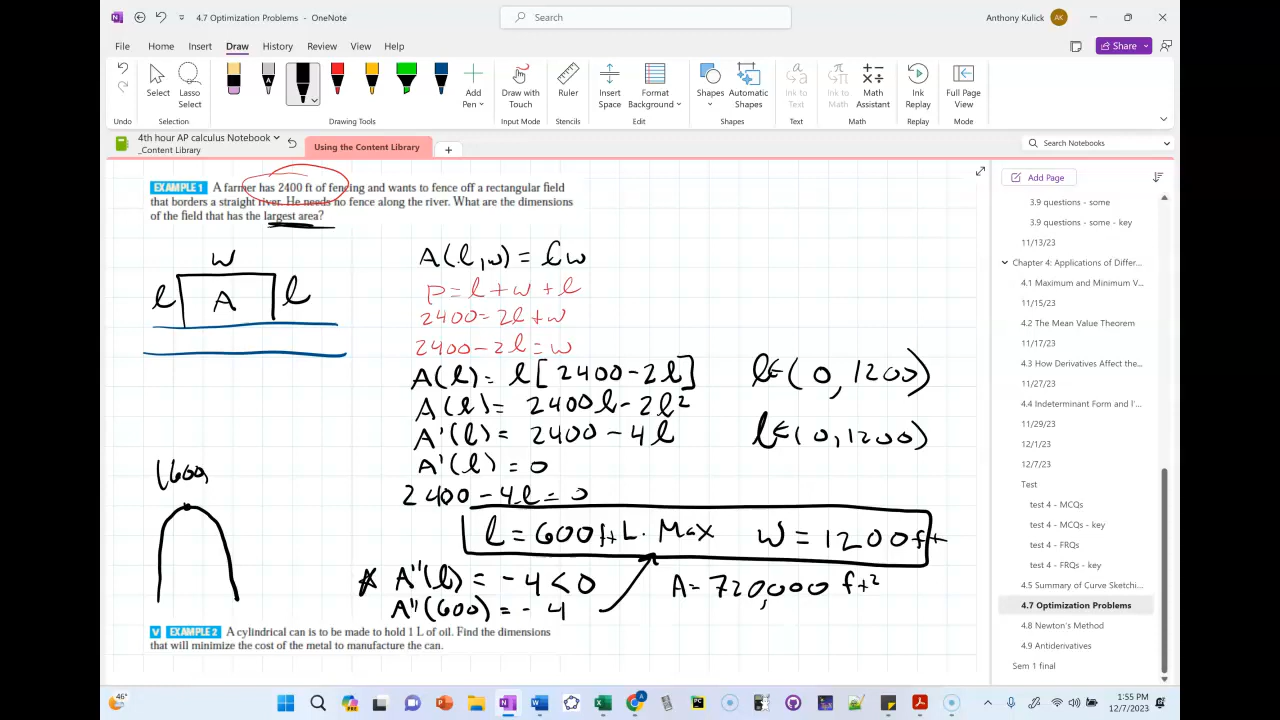 4.7 Optimization Problems - OneNote
Search
Anthony Kulick
AK
File Home Insert Draw History Review View Help
Share
Undo
Select
Lasso Select
Selection
Add Pen
Drawing Tools
Draw with Touch
Input Mode
Ruler
Stencils
Insert Space
Format Background
Edit
Shapes
Automatic Shapes
Shapes
Ink to Text
Text
Ink to Math
Math Assistant
Math
Ink Replay
Replay
Full Page View
Mode
4th hour AP calculus Notebook
_Content Library
Using the Content Library
Search Notebooks
EXAMPLE 1 A farmer has 2400 ft of fencing and wants to fence off a rectangular field
that borders a straight river. He needs no fence along the river. What are the dimensions
of the field that has the largest area?
w
l A l
A(l,w) = lw
P = l + w + l
2400 = 2l + w
2400 - 2l = w
A(l) = l[2400 - 2l] l∈(0,1200)
A(l) = 2400l - 2l²
A'(l) = 2400 - 4l l∈(0,1200)
A'(l) = 0
2400 - 4l = 0
l = 600ft L. Max w = 1200ft
A''(l) = -4 < 0
A''(600) = -4
A = 720,000 ft²
EXAMPLE 2 A cylindrical can is to be made to hold 1 L of oil. Find the dimensions
that will minimize the cost of the metal to manufacture the can.
Add Page
3.9 questions - some
3.9 questions - some - key
11/13/23
Chapter 4: Applications of Differ...
4.1 Maximum and Minimum V...
11/15/23
4.2 The Mean Value Theorem
11/17/23
4.3 How Derivatives Affect the...
11/27/23
4.4 Indeterminant Form and l'...
11/29/23
12/1/23
12/7/23
Test
test 4 - MCQs
test 4 - MCQs - key
test 4 - FRQs
test 4 - FRQs - key
4.5 Summary of Curve Sketchi...
4.7 Optimization Problems
4.8 Newton's Method
4.9 Antiderivatives
Sem 1 final
46°
1:55 PM
12/7/2023